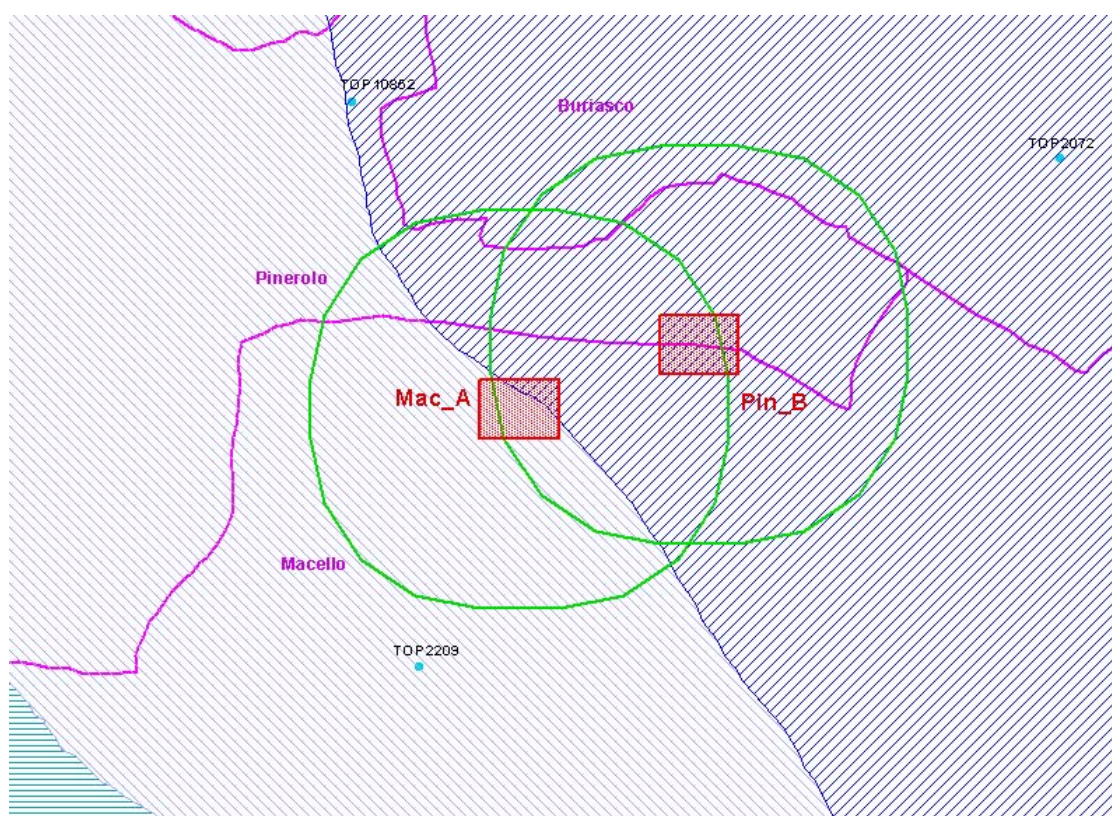 TOP10852
Buriasco
TOP2072
Pinerolo
Mac_A
Pin_B
Macello
TOP2209